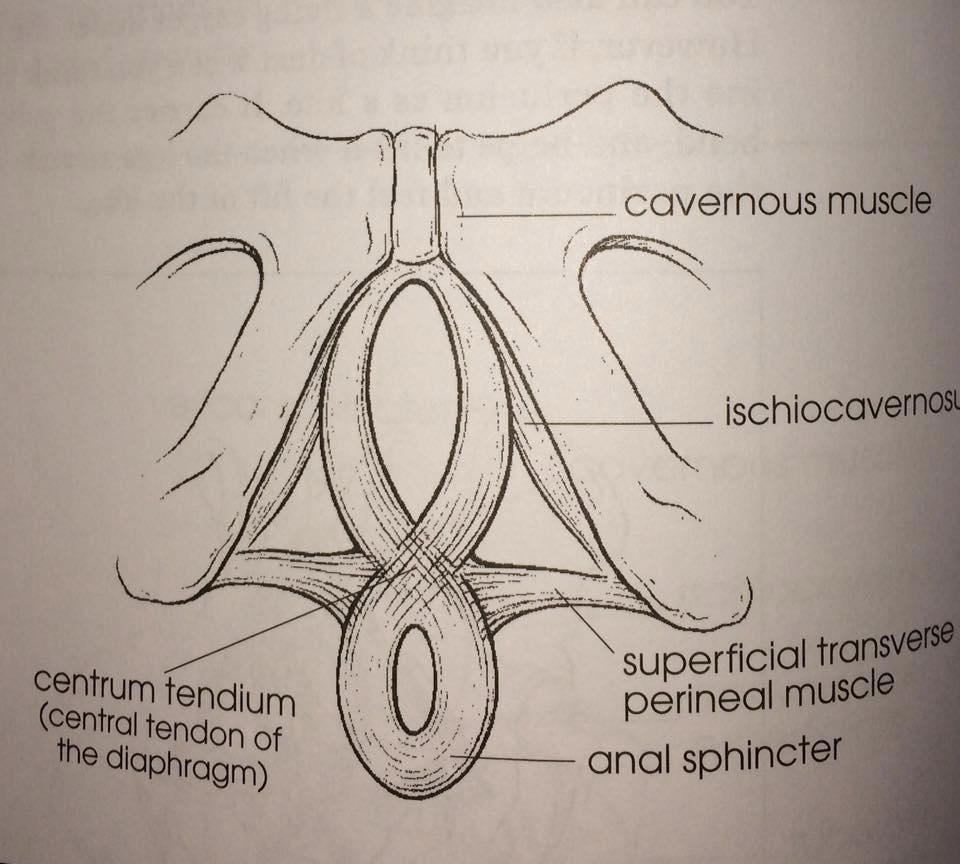 cavernous muscle
ischiocavernosu
superficial transverse
perineal muscle
centrum tendium
(central tendon of
the diaphragm)
anal sphincter